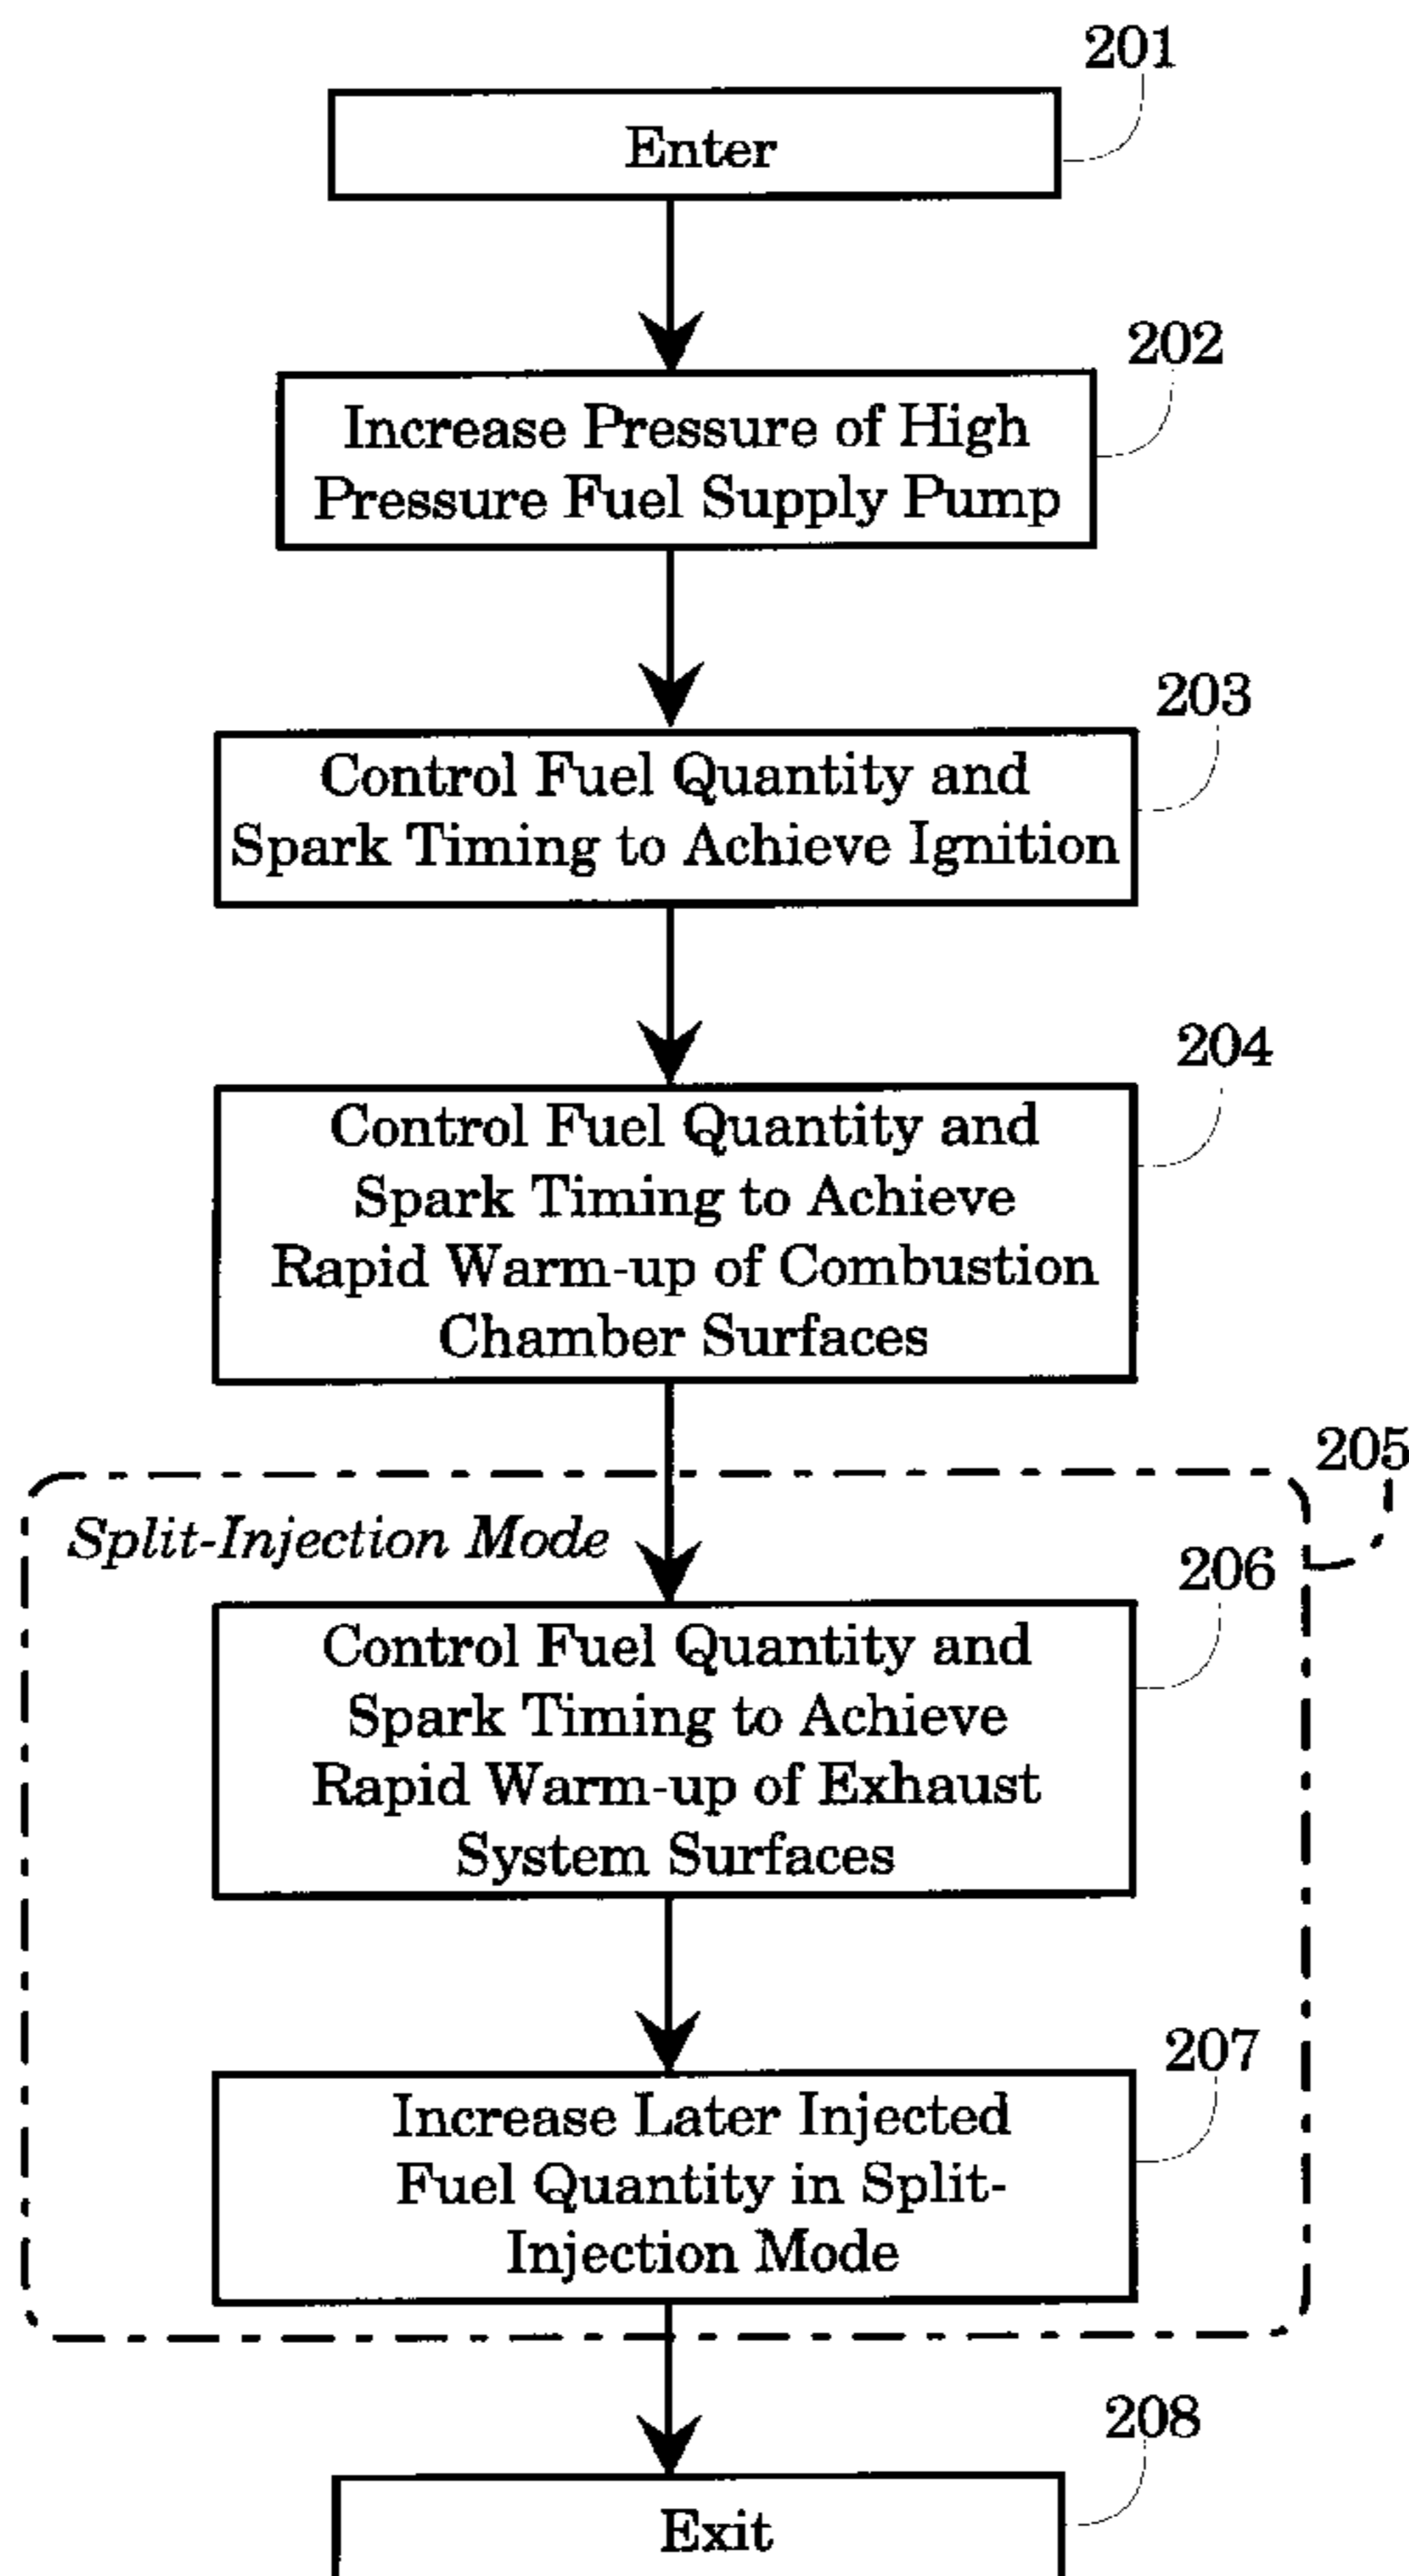 201
Enter
202
Increase Pressure of High
Pressure Fuel Supply Pump
203
Control Fuel Quantity and
Spark Timing to Achieve Ignition
204
Control Fuel Quantity and
Spark Timing to Achieve
Rapid Warm-up of Combustion
Chamber Surfaces
205
Split-Injection Mode
206
Control Fuel Quantity and
Spark Timing to Achieve
Rapid Warm-up of Exhaust
System Surfaces
207
Increase Later Injected
Fuel Quantity in Split-
Injection Mode
208
Exit